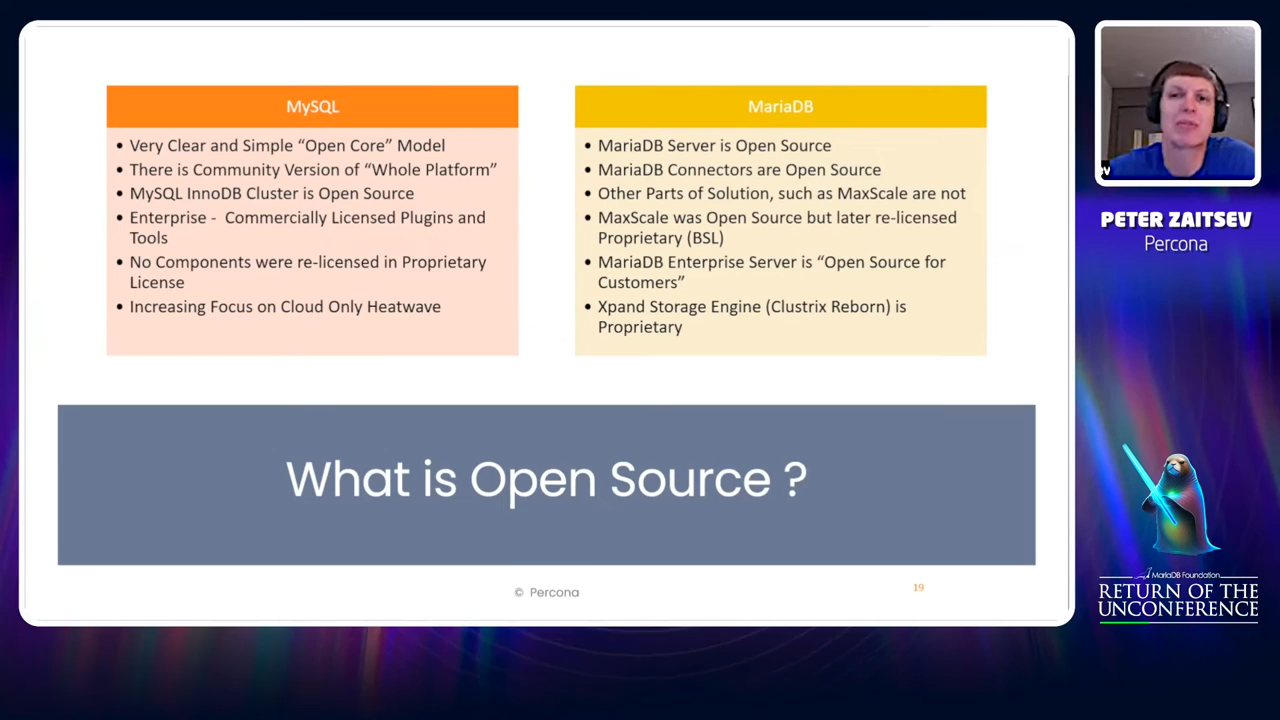 MySQL
• Very Clear and Simple “Open Core” Model
• There is Community Version of “Whole Platform”
• MySQL InnoDB Cluster is Open Source
• Enterprise - Commercially Licensed Plugins and
Tools
• No Components were re-licensed in Proprietary
License
• Increasing Focus on Cloud Only Heatwave
MariaDB
• MariaDB Server is Open Source
• MariaDB Connectors are Open Source
• Other Parts of Solution, such as MaxScale are not
• MaxScale was Open Source but later re-licensed
Proprietary (BSL)
• MariaDB Enterprise Server is “Open Source for
Customers”
• Xpand Storage Engine (Clustrix Reborn) is
Proprietary
What is Open Source ?
© Percona
19
PETER ZAITSEV
Percona
MariaDB Foundation
RETURN OF THE
UNCONFERENCE